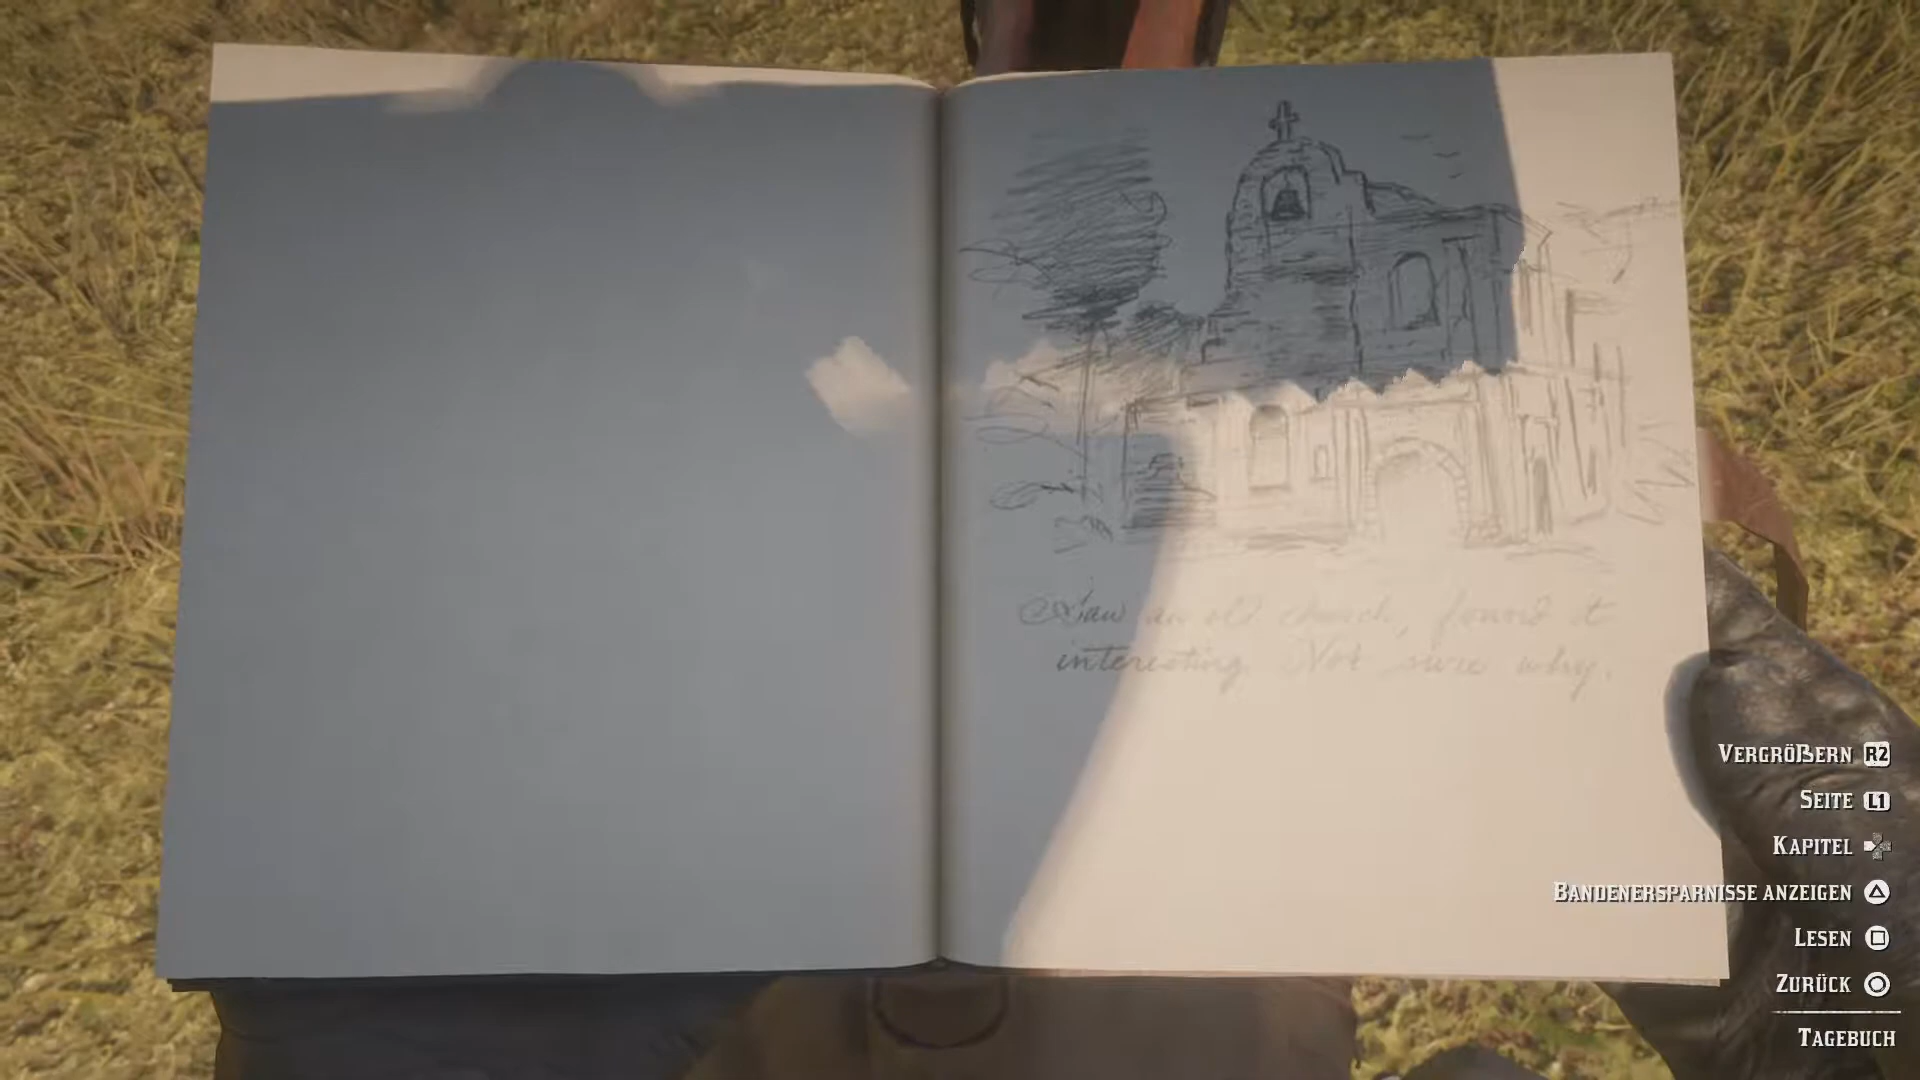 Saw an old church, found it
interesting. Not sure why.
VERGRÖßERN R2
SEITE L1
KAPITEL
BANDENERSPARNISSE ANZEIGEN
LESEN
ZURÜCK
TAGEBUCH